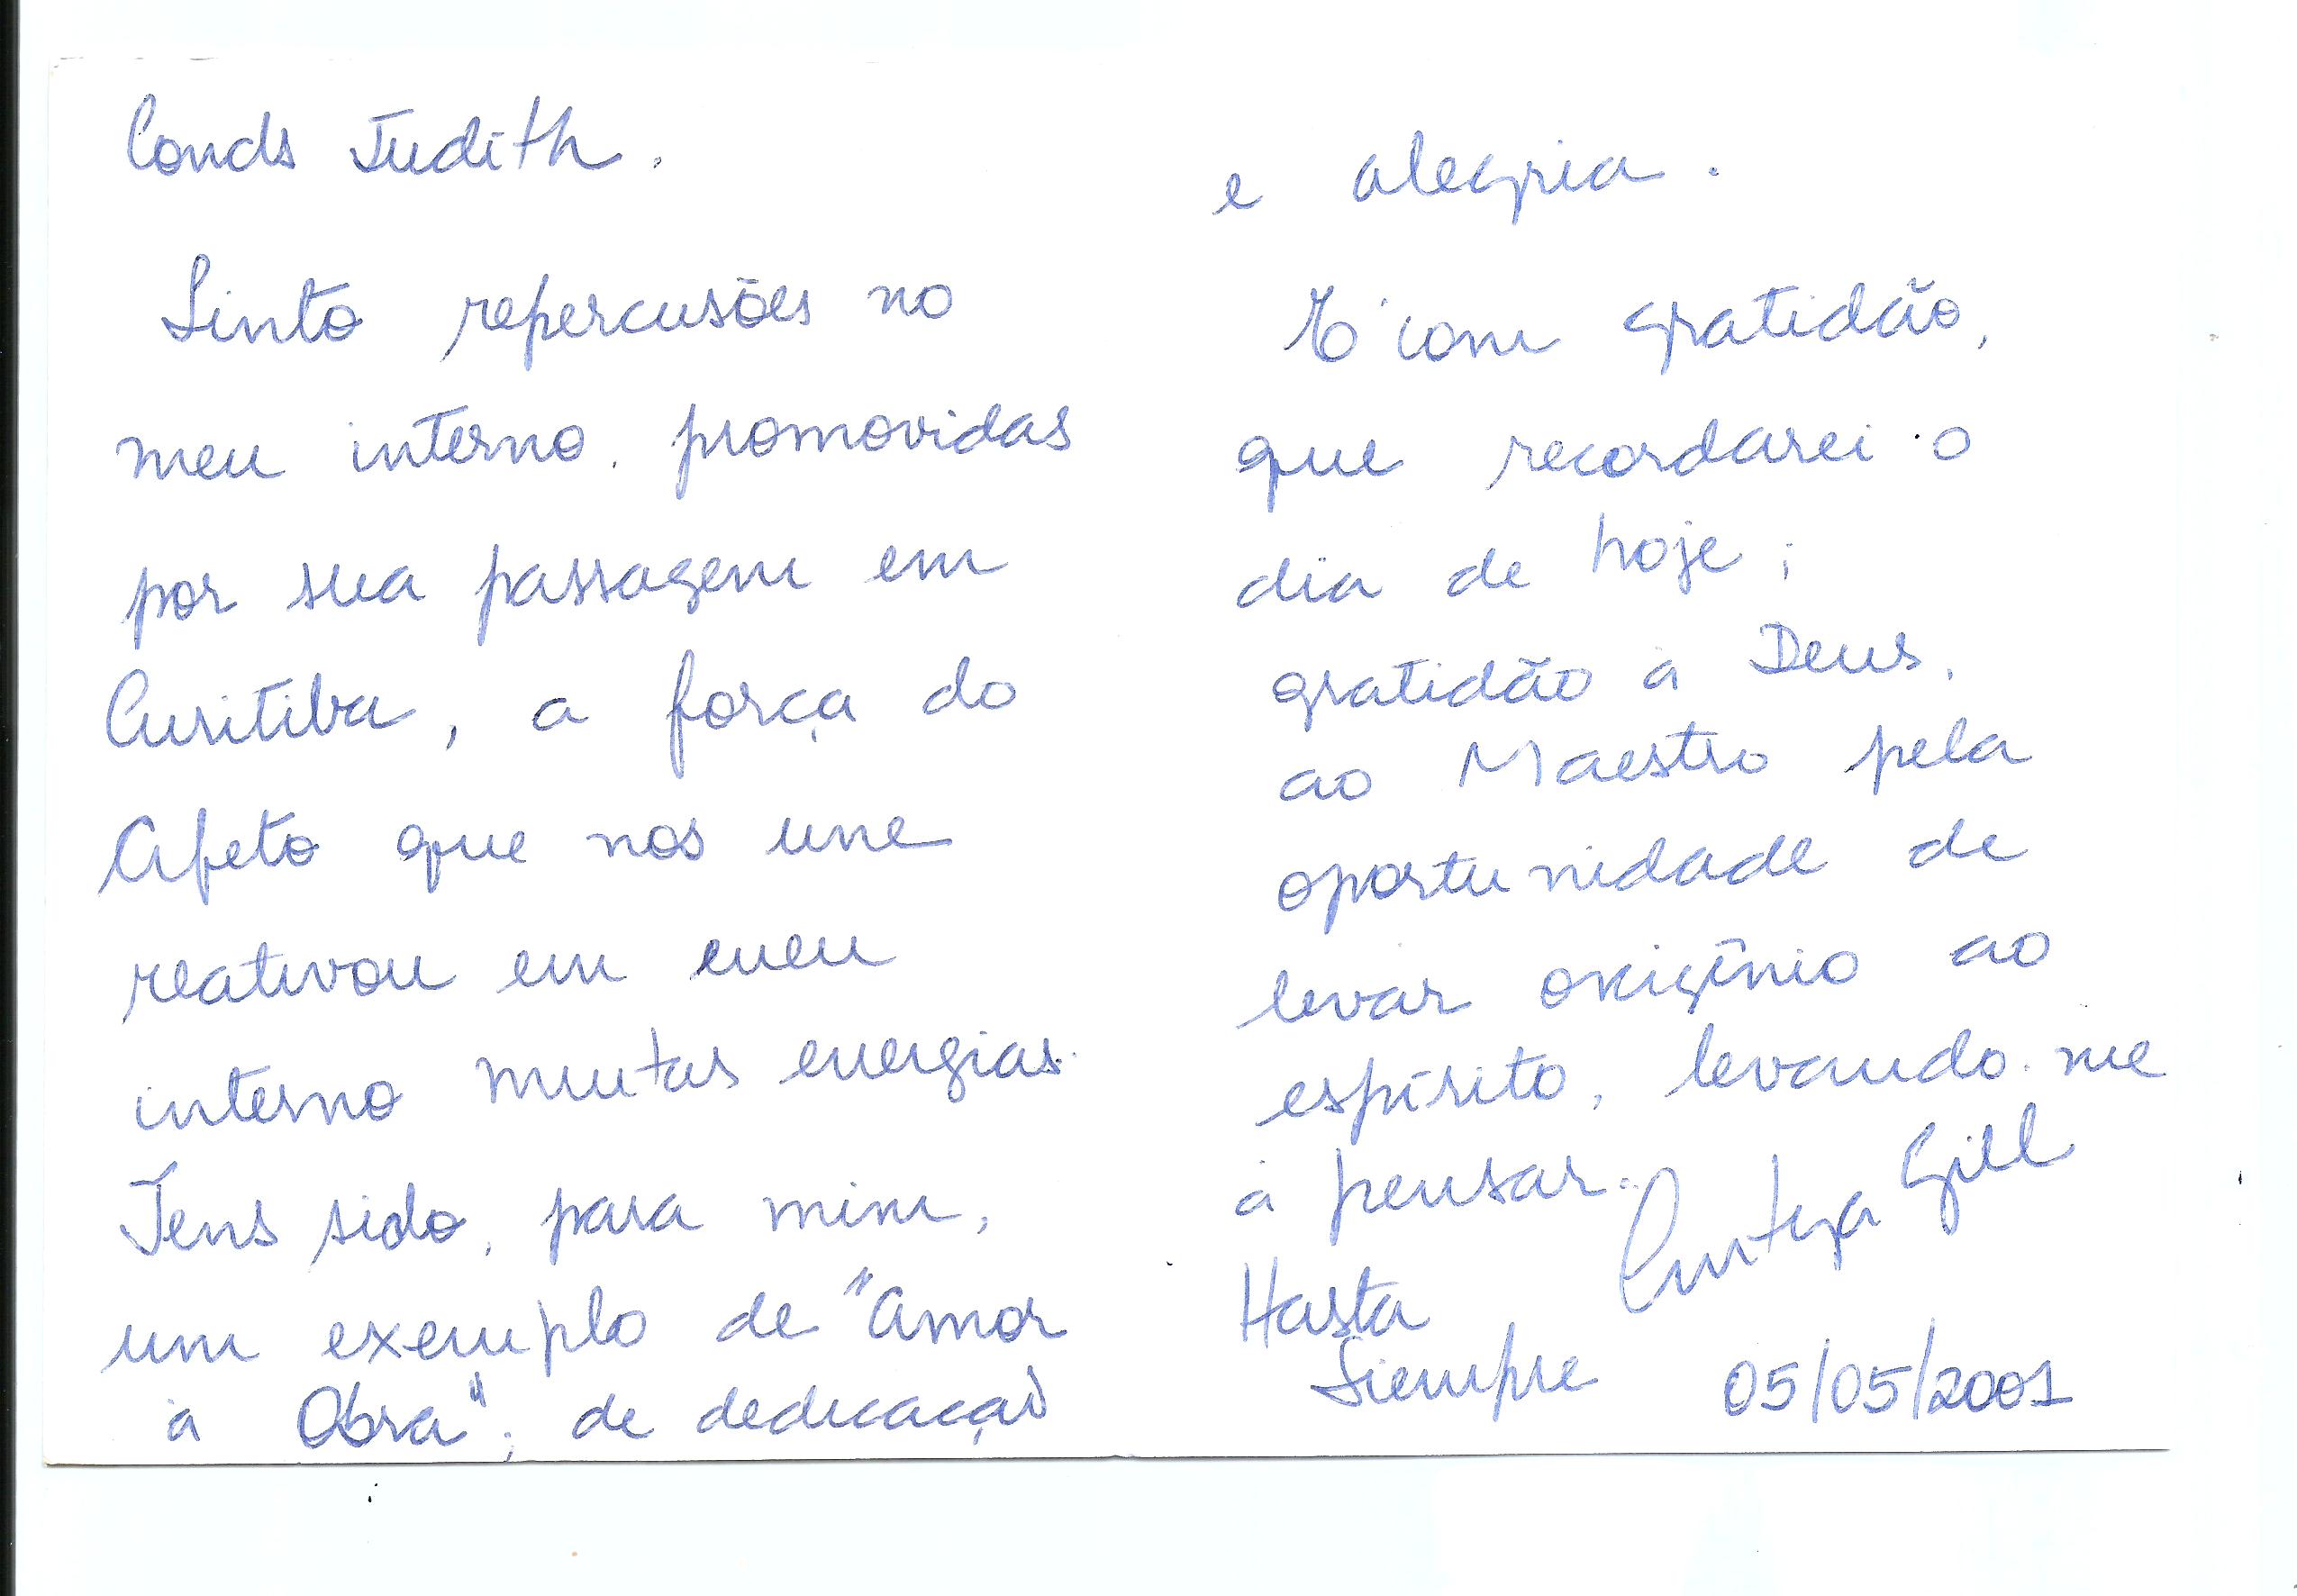 Conds Judith.
Sinto repercusões no
meu interno, promovidas
por sua passagem em
Curitiba, a força do
Afeto que nos une
reativou em meu
interno muitas energias.
Tens sido, para mim,
um exemplo de "Amor
à Obra", de dedicação
e alegria.
É com gratidão,
que recordarei o
dia de hoje;
gratidão à Deus,
ao Maestro pela
oportunidade de
levar oxigênio ao
espírito, levando-me
à pensar.
Gill
Hasta
Siempre
05/05/2001